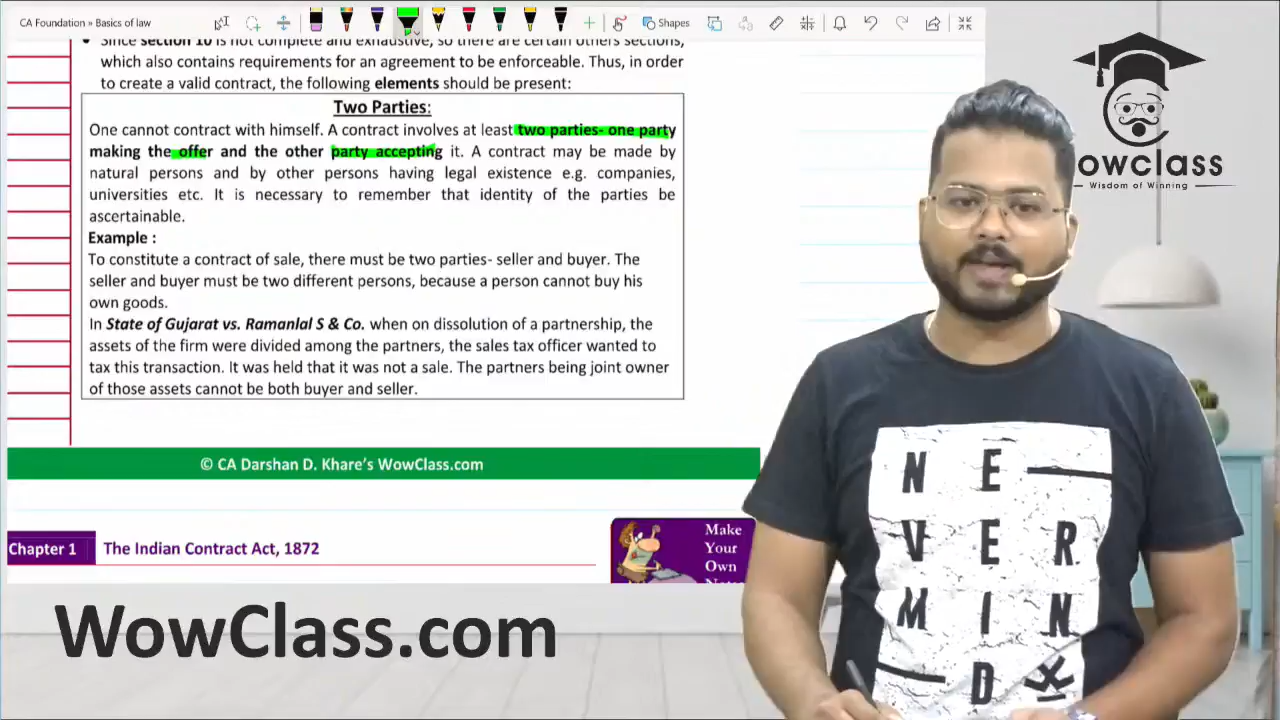 CA Foundation » Basics of law
Shapes
Since section 10 is not complete and exhaustive, so there are certain others sections,
which also contains requirements for an agreement to be enforceable. Thus, in order
to create a valid contract, the following elements should be present:
Two Parties:
One cannot contract with himself. A contract involves at least two parties- one party
making the offer and the other party accepting it. A contract may be made by
natural persons and by other persons having legal existence e.g. companies,
universities etc. It is necessary to remember that identity of the parties be
ascertainable.
Example :
To constitute a contract of sale, there must be two parties- seller and buyer. The
seller and buyer must be two different persons, because a person cannot buy his
own goods.
In State of Gujarat vs. Ramanlal S & Co. when on dissolution of a partnership, the
assets of the firm were divided among the partners, the sales tax officer wanted to
tax this transaction. It was held that it was not a sale. The partners being joint owner
of those assets cannot be both buyer and seller.
© CA Darshan D. Khare's WowClass.com
Chapter 1 The Indian Contract Act, 1872
Make
Your
Own
WowClass.com
owclass
Wisdom of Winning
N E
V E R
M I N
D